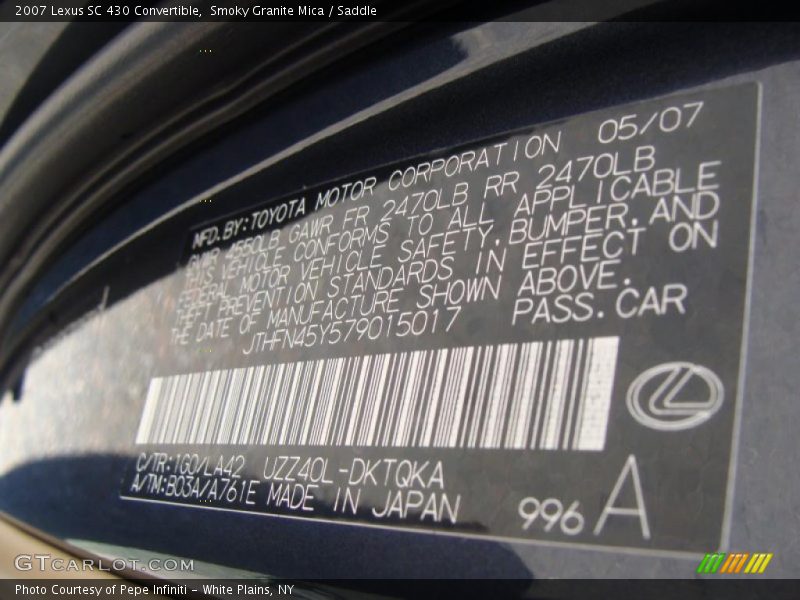 2007 Lexus SC 430 Convertible,  Smoky Granite Mica / Saddle
MFD. BY: TOYOTA MOTOR CORPORATION 05/07
GVWR 4550LB GAWR FR 2470LB RR 2470LB
THIS VEHICLE CONFORMS TO ALL APPLICABLE
FEDERAL MOTOR VEHICLE SAFETY, BUMPER, AND
THEFT PREVENTION STANDARDS IN EFFECT ON
THE DATE OF MANUFACTURE SHOWN ABOVE.
JTHFN45Y579015017 PASS. CAR
C/TR: 1G0/LA42 UZZ40L-DKTQKA
A/TM: B03A/A761E MADE IN JAPAN
996 A
GTCarLot.com
Photo Courtesy of Pepe Infiniti - White Plains, NY